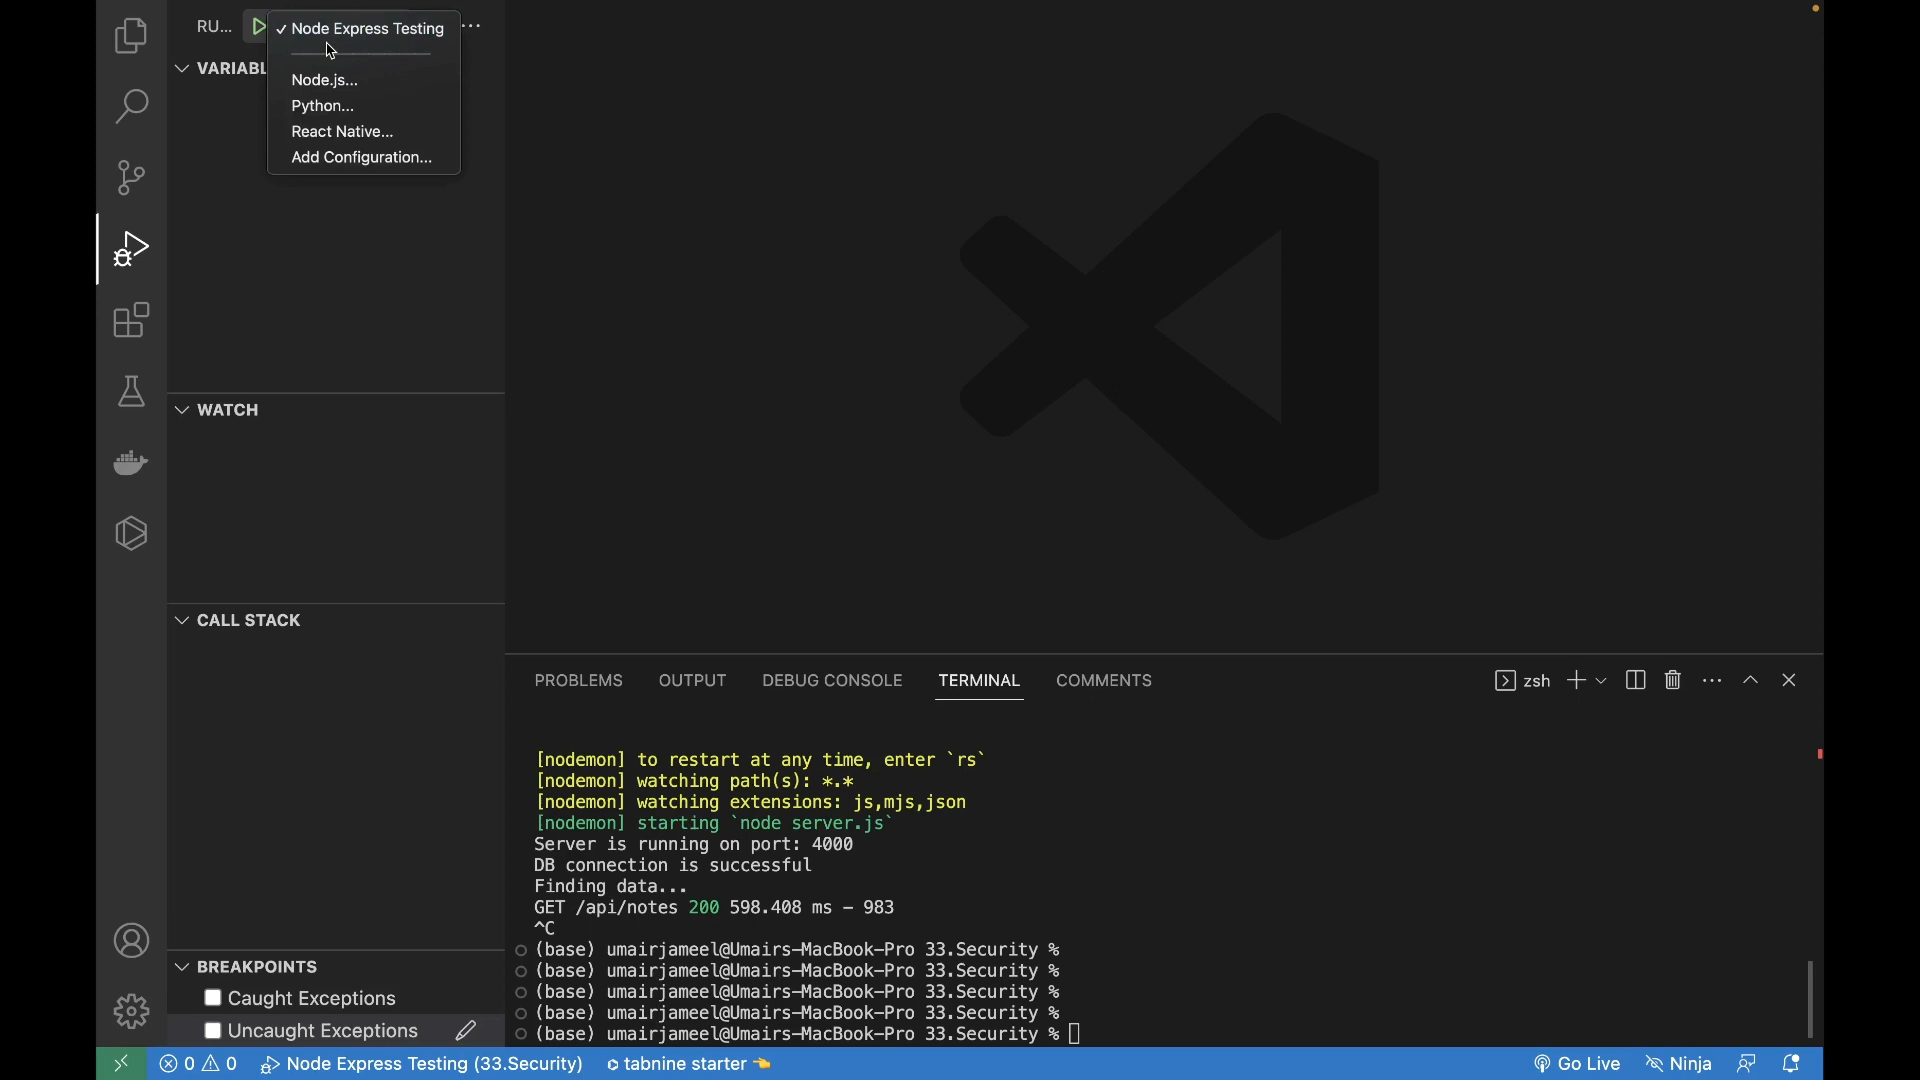 RU...
✓ Node Express Testing
Node.js...
Python...
React Native...
Add Configuration...
VARIABL
WATCH
CALL STACK
BREAKPOINTS
Caught Exceptions
Uncaught Exceptions
PROBLEMS OUTPUT DEBUG CONSOLE TERMINAL COMMENTS
zsh
[nodemon] to restart at any time, enter `rs`
[nodemon] watching path(s): *.*
[nodemon] watching extensions: js,mjs,json
[nodemon] starting `node server.js`
Server is running on port: 4000
DB connection is successful
Finding data...
GET /api/notes 200 598.408 ms - 983
^C
(base) umairjameel@Umairs-MacBook-Pro 33.Security %
(base) umairjameel@Umairs-MacBook-Pro 33.Security %
(base) umairjameel@Umairs-MacBook-Pro 33.Security %
(base) umairjameel@Umairs-MacBook-Pro 33.Security %
(base) umairjameel@Umairs-MacBook-Pro 33.Security %
0 0 Node Express Testing (33.Security) tabnine starter 👈 Go Live Ninja